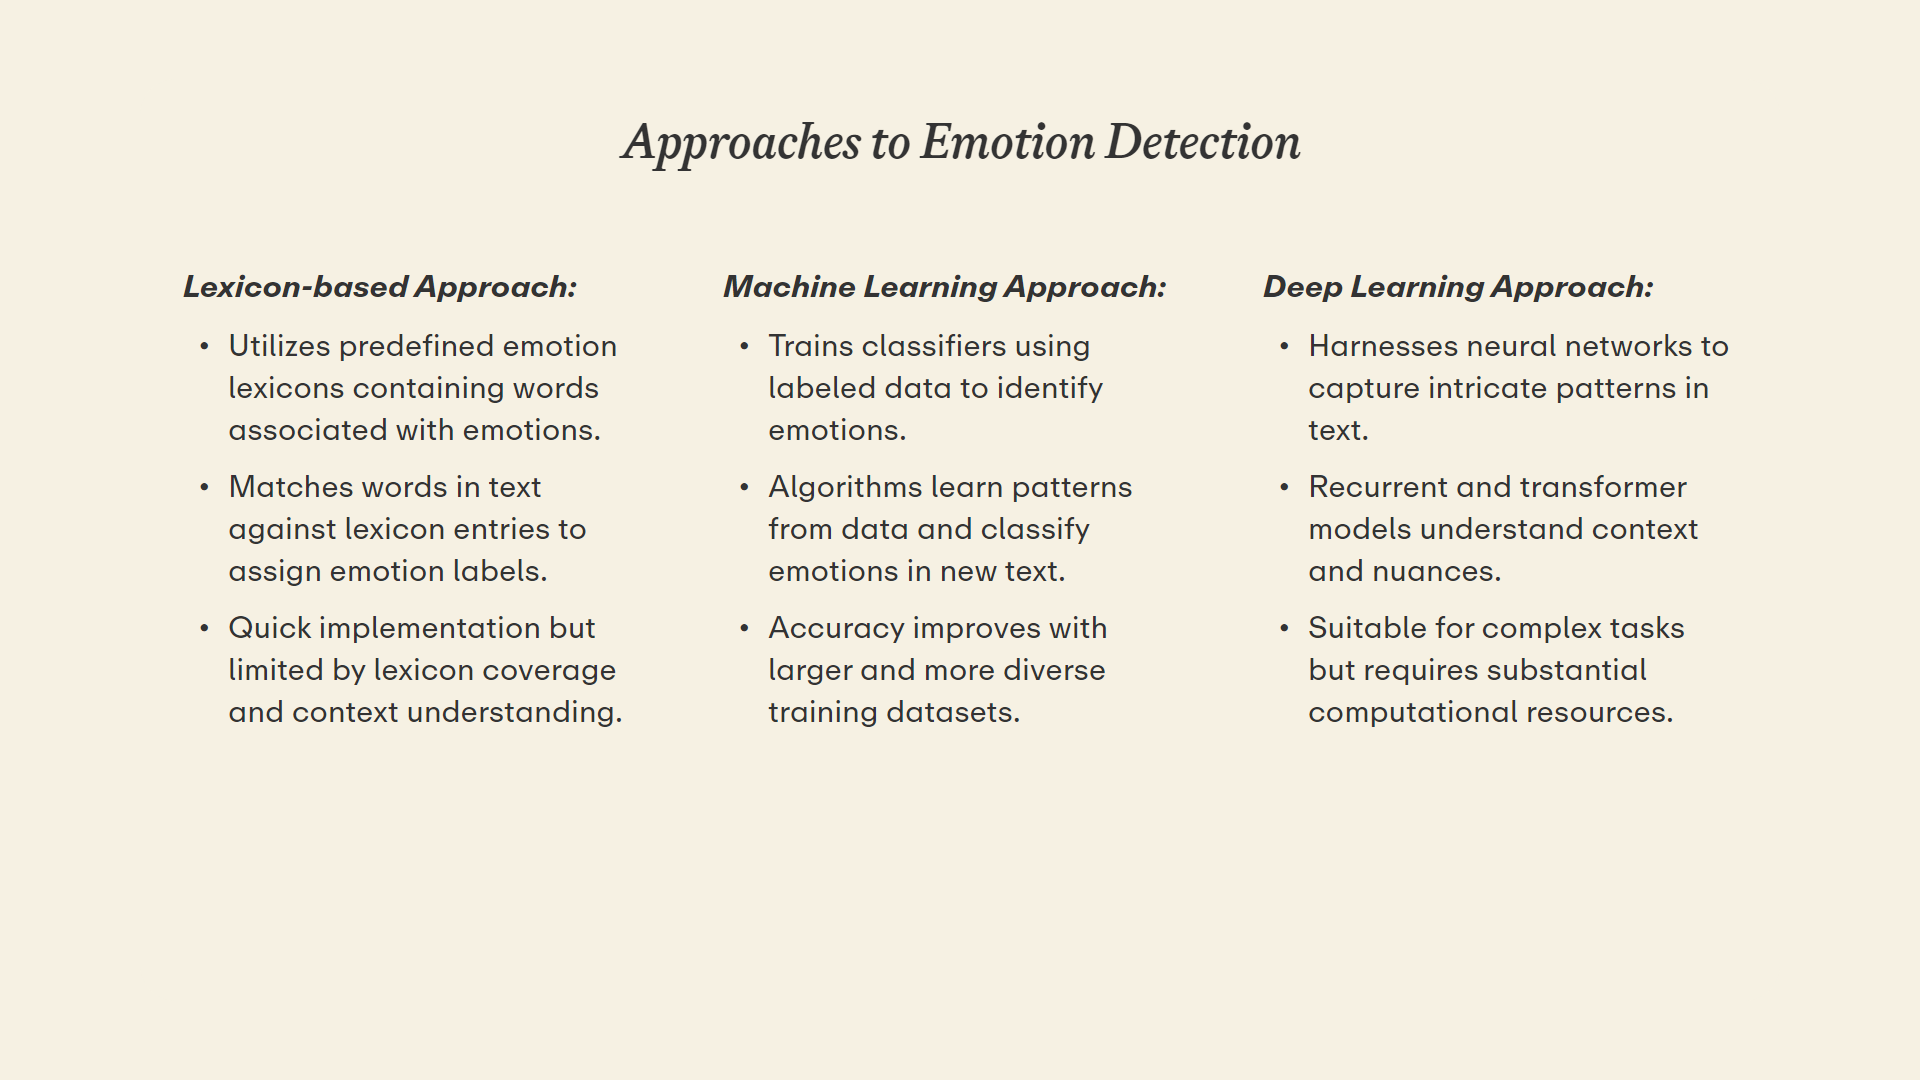 Approaches to Emotion Detection
Lexicon-based Approach:
• Utilizes predefined emotion
lexicons containing words
associated with emotions.
• Matches words in text
against lexicon entries to
assign emotion labels.
• Quick implementation but
limited by lexicon coverage
and context understanding.
Machine Learning Approach:
• Trains classifiers using
labeled data to identify
emotions.
• Algorithms learn patterns
from data and classify
emotions in new text.
• Accuracy improves with
larger and more diverse
training datasets.
Deep Learning Approach:
• Harnesses neural networks to
capture intricate patterns in
text.
• Recurrent and transformer
models understand context
and nuances.
• Suitable for complex tasks
but requires substantial
computational resources.